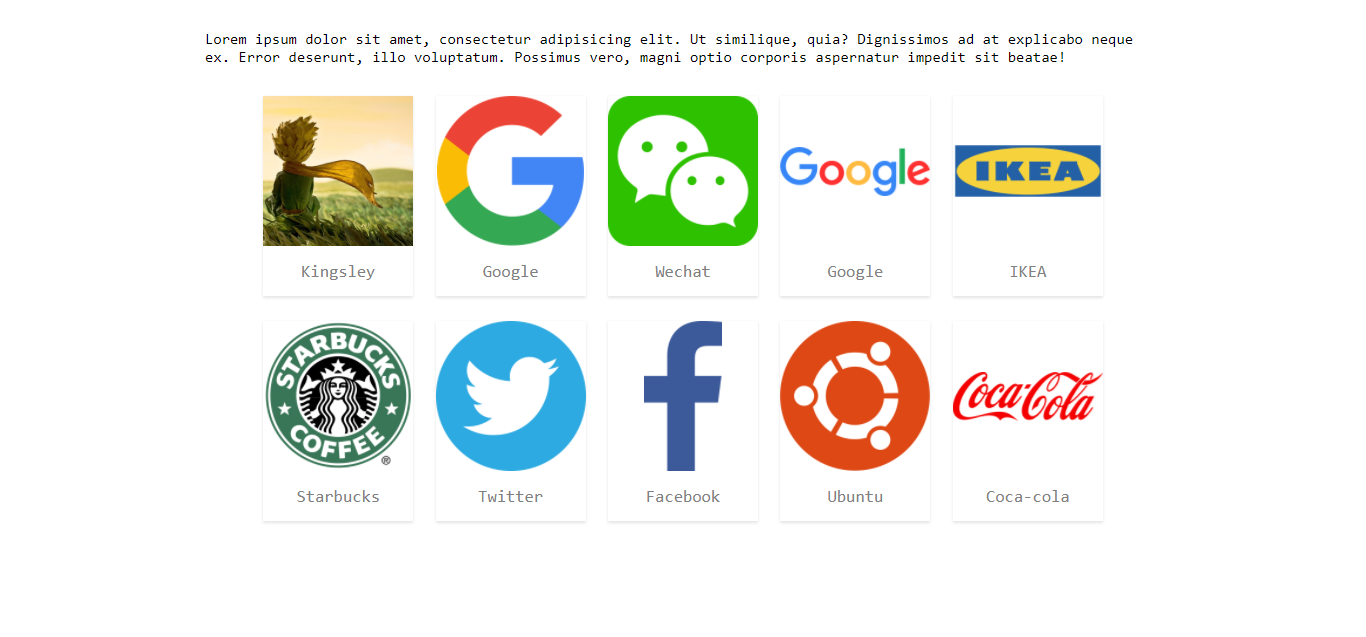 Lorem ipsum dolor sit amet, consectetur adipisicing elit. Ut similique, quia? Dignissimos ad at explicabo neque
ex. Error deserunt, illo voluptatum. Possimus vero, magni optio corporis aspernatur impedit sit beatae!
Google
IKEA
Kingsley
Google
Wechat
Google
IKEA
STARBUCKS
COFFEE
®
Coca-Cola
Starbucks
Twitter
Facebook
Ubuntu
Coca-cola